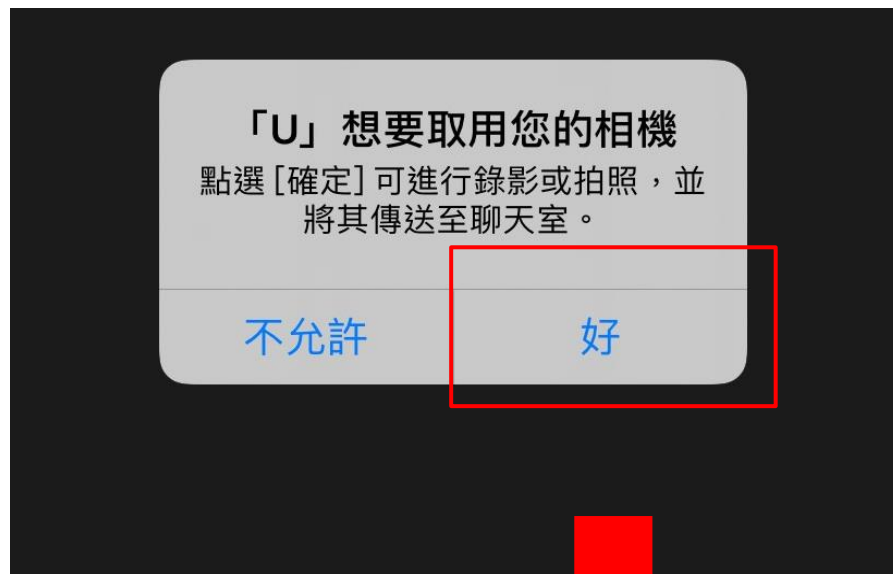 「U」想要取用您的相機
點選 [確定] 可進行錄影或拍照，並
將其傳送至聊天室。
不允許
好